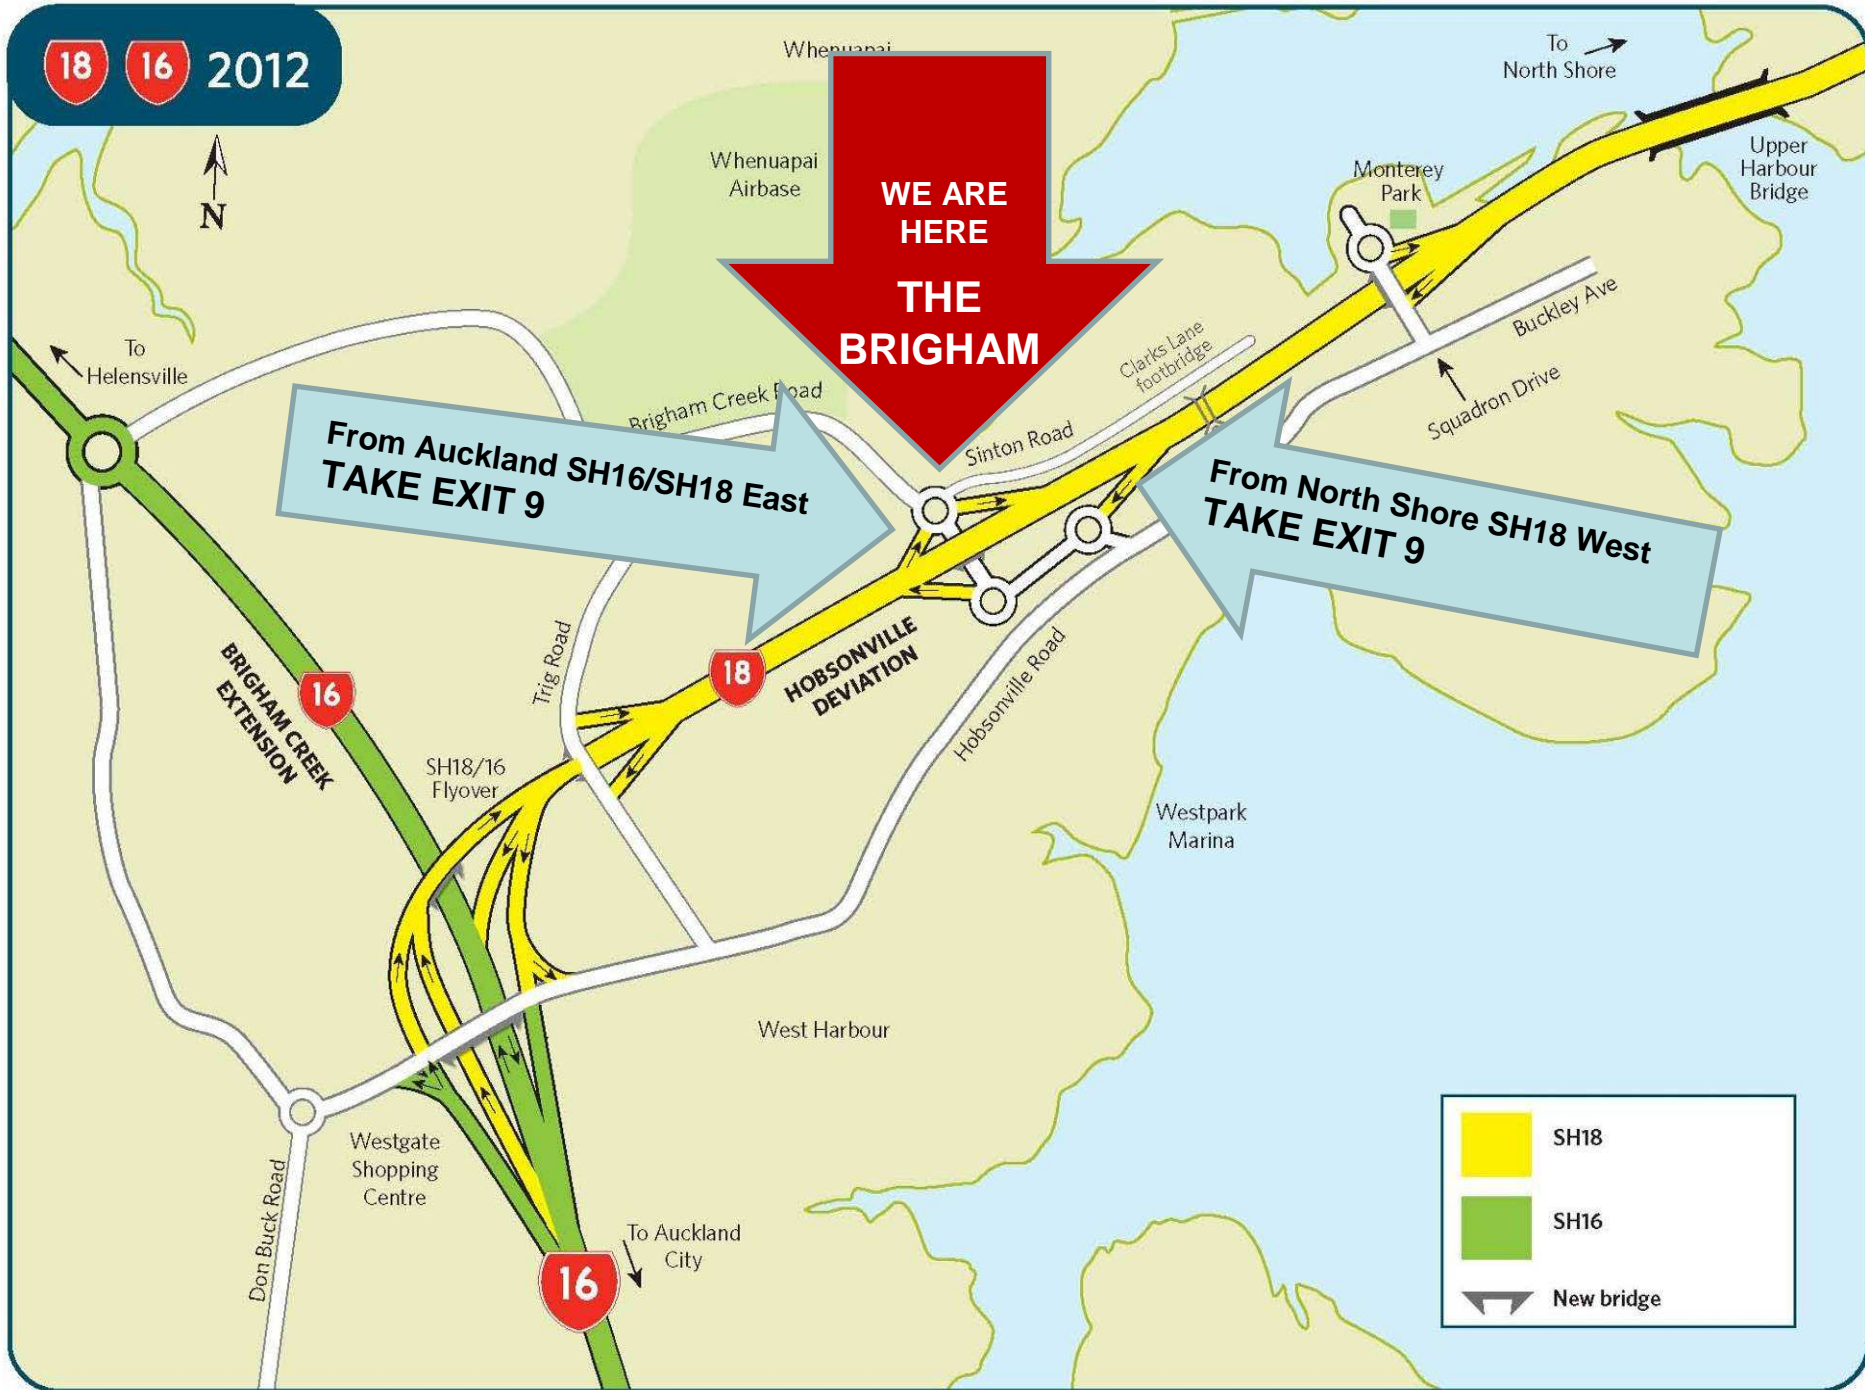 18 16 2012
N
Whenuapai
To
North Shore
Whenuapai
Airbase
Monterey
Park
Upper
Harbour
Bridge
WE ARE
HERE
THE
BRIGHAM
To
Helensville
Buckley Ave
Squadron Drive
Clarks Lane
footbridge
Brigham Creek Road
Sinton Road
From Auckland SH16/SH18 East
TAKE EXIT 9
From North Shore SH18 West
TAKE EXIT 9
Trig Road
18
HOBSONVILLE
DEVIATION
Hobsonville Road
16
BRIGHAM CREEK
EXTENSION
SH18/16
Flyover
Westpark
Marina
West Harbour
Westgate
Shopping
Centre
Don Buck Road
To Auckland
City
16
SH18
SH16
New bridge